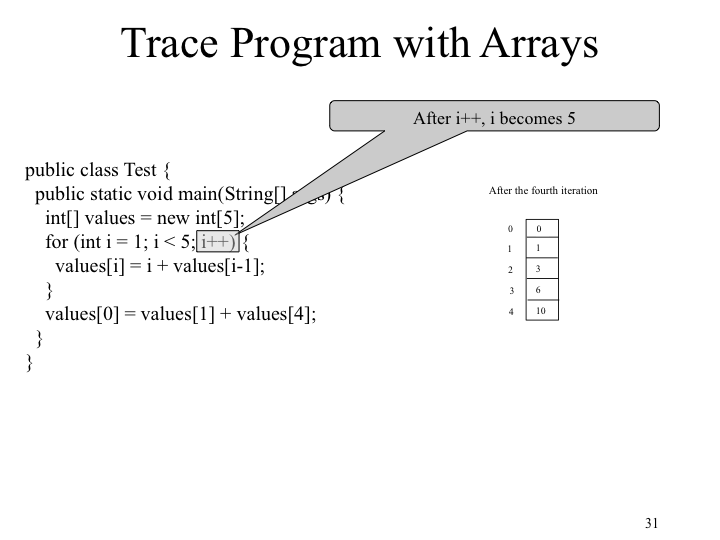 Trace Program with Arrays
After i++, i becomes 5
public class Test {
public static void main(String[] args) {
int[] values = new int[5];
for (int i = 1; i < 5; i++) {
values[i] = i + values[i-1];
}
values[0] = values[1] + values[4];
}
}
After the fourth iteration
0 0
1 1
2 3
3 6
4 10
31